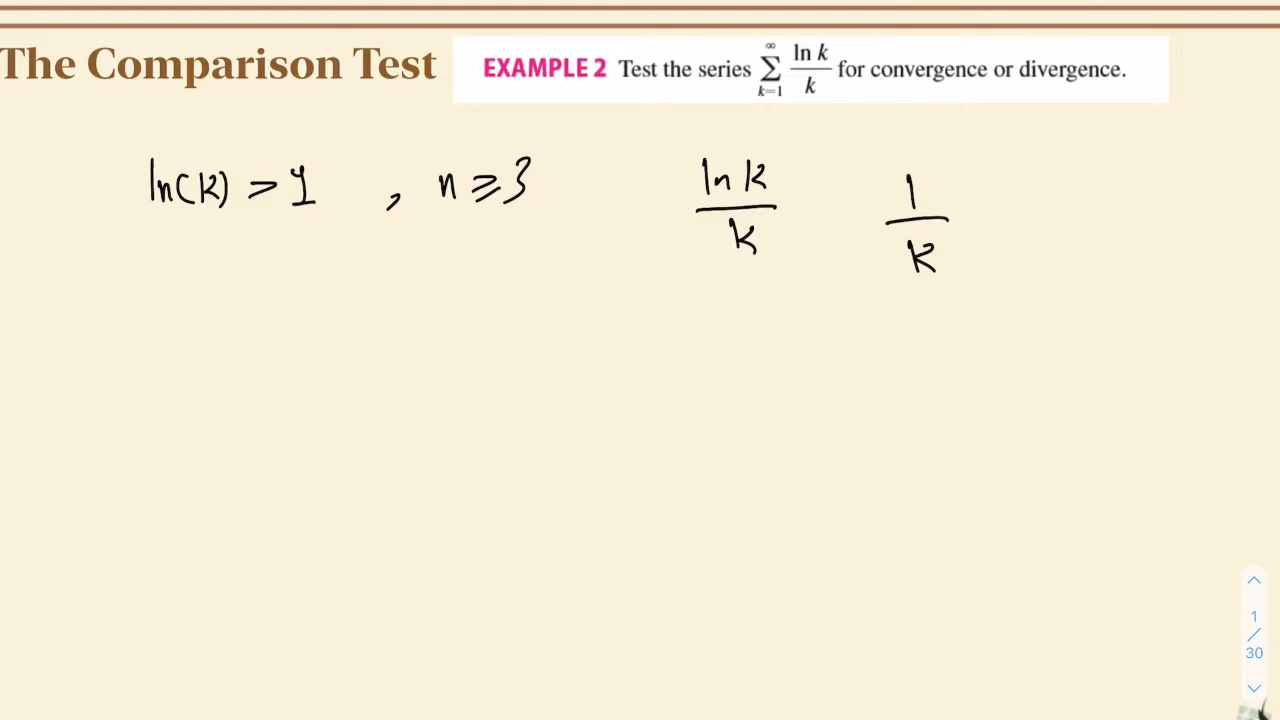 The Comparison Test
EXAMPLE 2 Test the series ∞ ∑ k=1 ln k / k for convergence or divergence.
ln(k) > 1 , n ≥ 3
ln k / k
1 / k
1
/
30